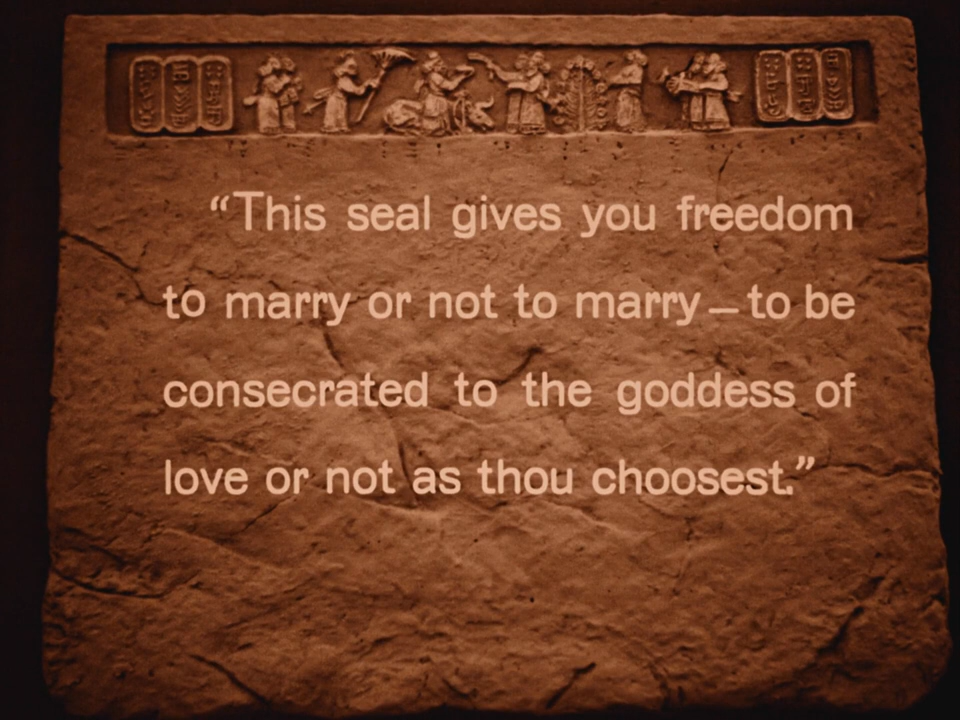 “This seal gives you freedom
to marry or not to marry — to be
consecrated to the goddess of
love or not as thou choosest.”